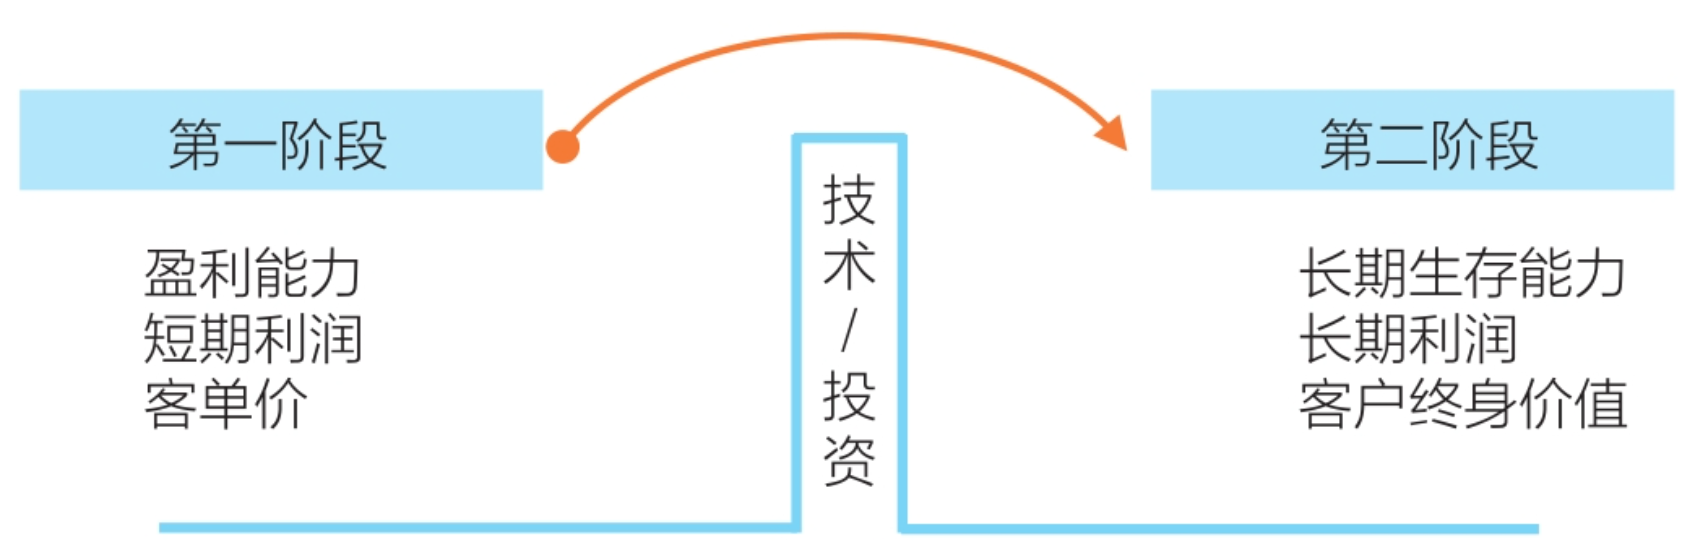 第一阶段
盈利能力
短期利润
客单价
技术/投资
第二阶段
长期生存能力
长期利润
客户终身价值